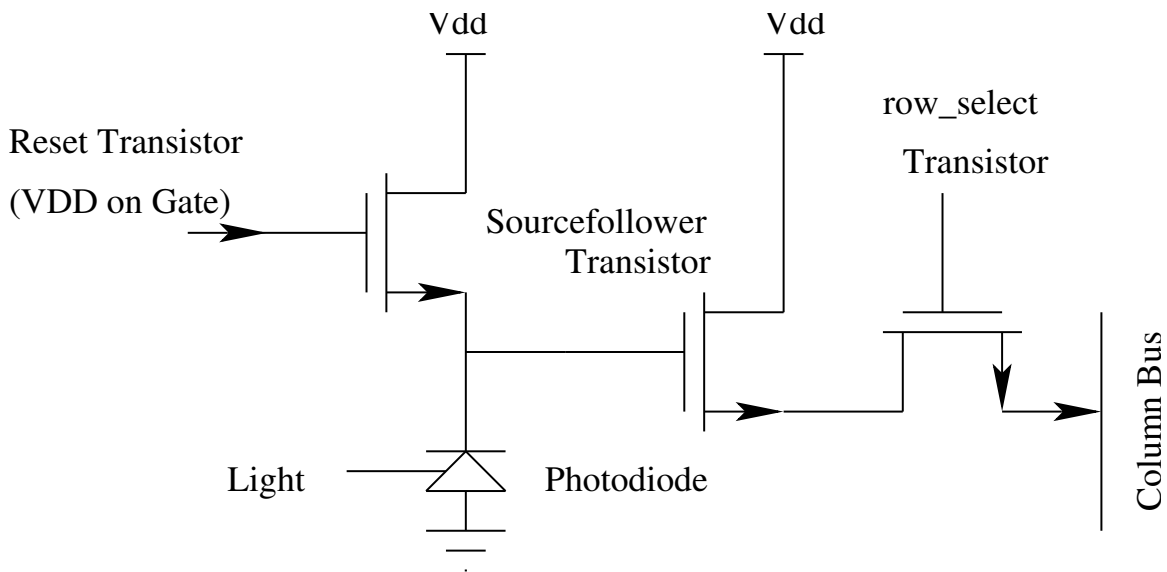 Vdd
Vdd
row_select
Transistor
Reset Transistor
(VDD on Gate)
Sourcefollower
Transistor
Light
Photodiode
Column Bus